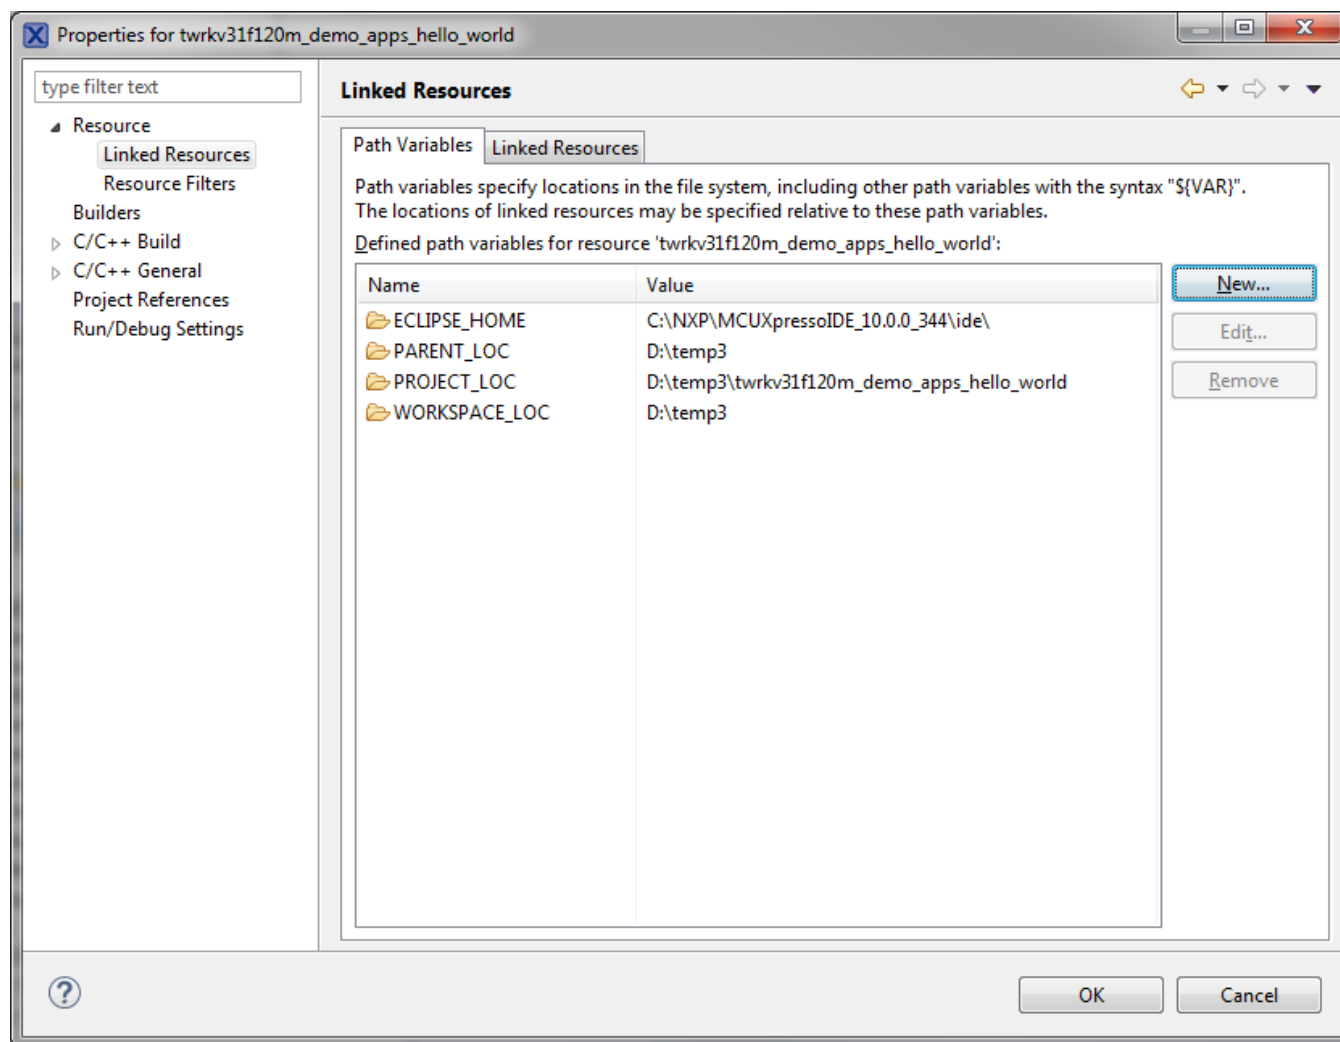 Properties for twrkv31f120m_demo_apps_hello_world
type filter text
Resource
Linked Resources
Resource Filters
Builders
C/C++ Build
C/C++ General
Project References
Run/Debug Settings
Linked Resources
Path Variables
Linked Resources
Path variables specify locations in the file system, including other path variables with the syntax "${VAR}".
The locations of linked resources may be specified relative to these path variables.
Defined path variables for resource 'twrkv31f120m_demo_apps_hello_world':
Name Value
ECLIPSE_HOME C:\NXP\MCUXpressoIDE_10.0.0_344\ide\
PARENT_LOC D:\temp3
PROJECT_LOC D:\temp3\twrkv31f120m_demo_apps_hello_world
WORKSPACE_LOC D:\temp3
New...
Edit...
Remove
OK Cancel